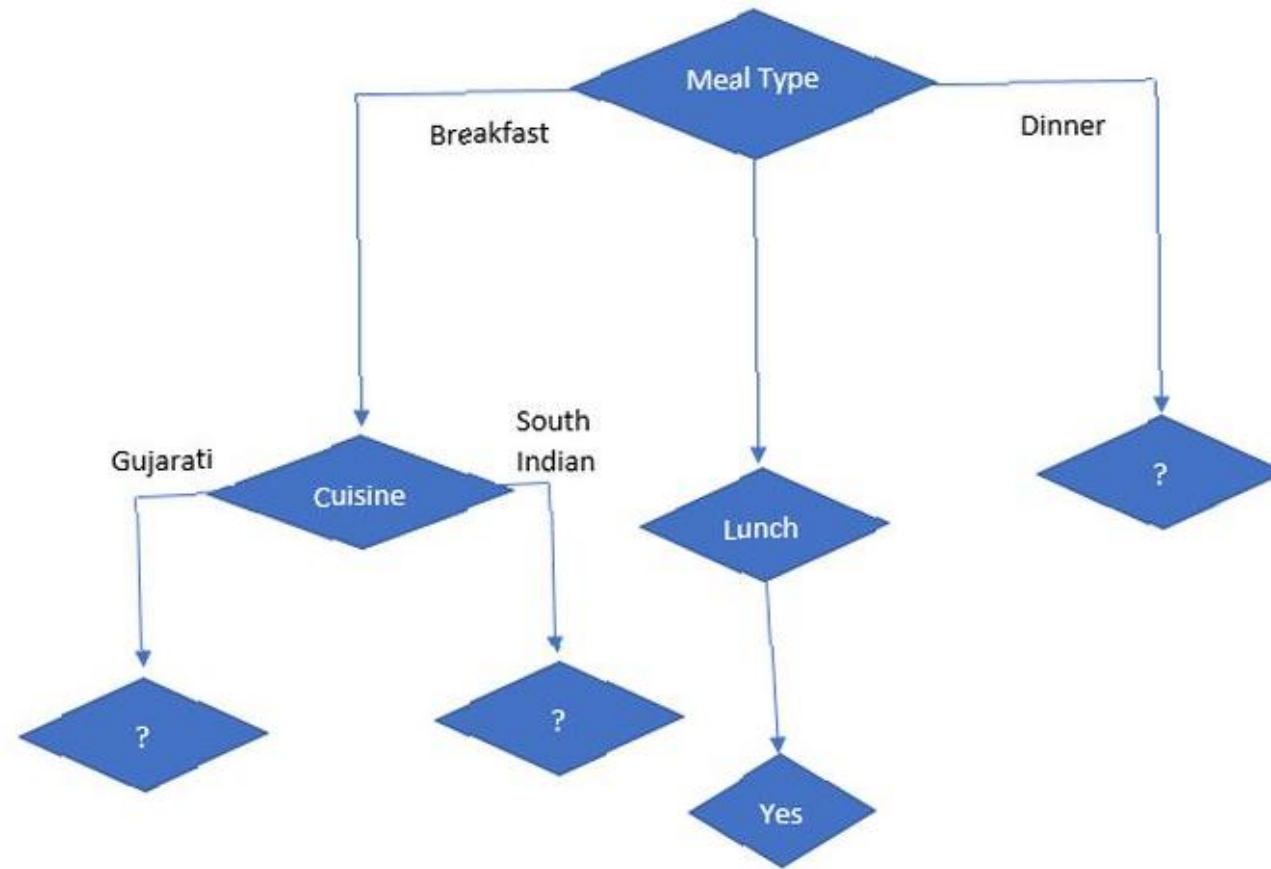 Meal Type
Breakfast
Dinner
South
Indian
Gujarati
Cuisine
?
Lunch
?
?
Yes